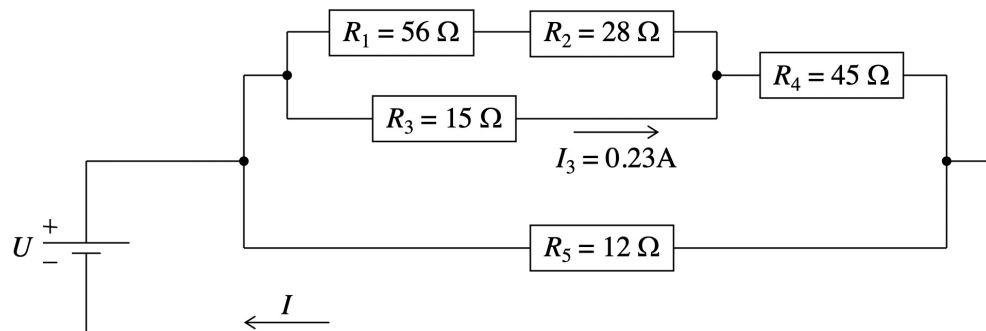 R₁ = 56 Ω
R₂ = 28 Ω
R₄ = 45 Ω
R₃ = 15 Ω
I₃ = 0.23A
U
+
−
R₅ = 12 Ω
I